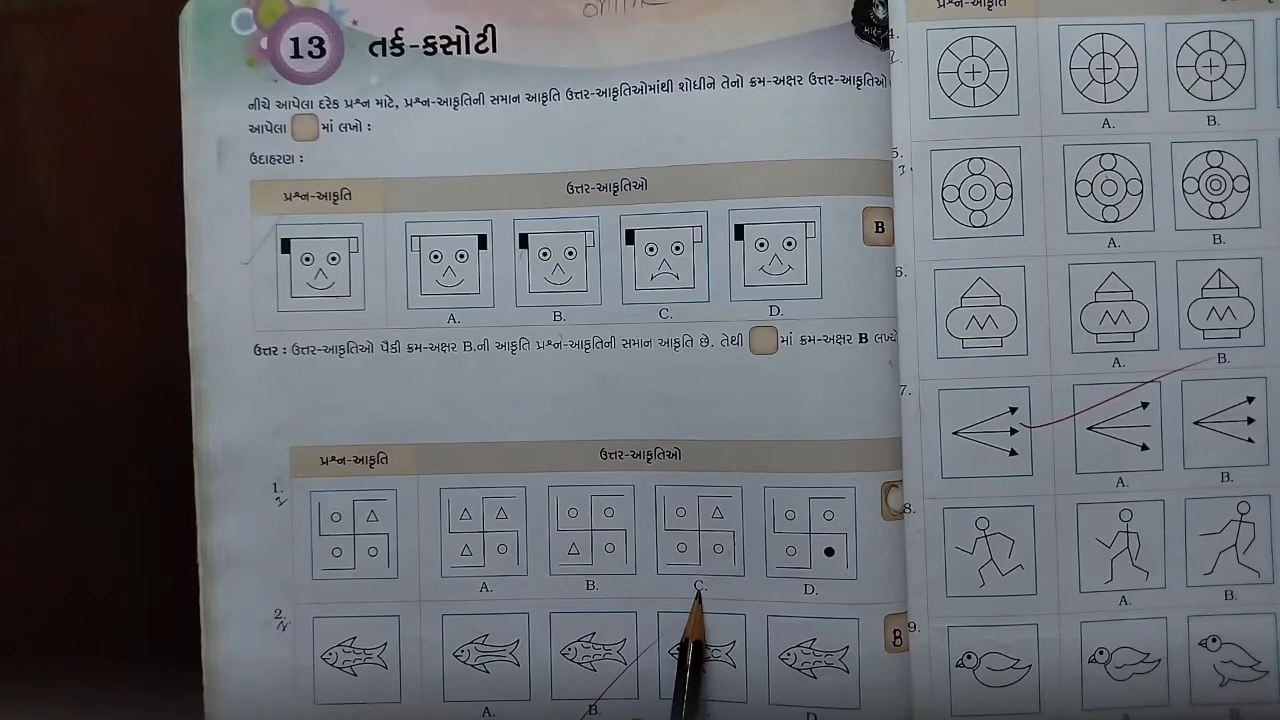 online
13 તર્ક-કસોટી
નીચે આપેલા દરેક પ્રશ્ન માટે, પ્રશ્ન-આકૃતિની સમાન આકૃતિ ઉત્તર-આકૃતિઓમાંથી શોધીને તેનો ક્રમ-અક્ષર ઉત્તર-આકૃતિઓ
આપેલા માં લખો :
ઉદાહરણ :
પ્રશ્ન-આકૃતિ ઉત્તર-આકૃતિઓ
B
A. B. C. D.
ઉત્તર : ઉત્તર-આકૃતિઓ પૈકી ક્રમ-અક્ષર B.ની આકૃતિ પ્રશ્ન-આકૃતિની સમાન આકૃતિ છે. તેથી માં ક્રમ-અક્ષર B લખ્યો
પ્રશ્ન-આકૃતિ ઉત્તર-આકૃતિઓ
1. C
A. B. C. D.
2. B
A. B. D.
પ્રશ્ન-આકૃતિ
4.
A. B.
5.
A. B.
6.
A. B.
7.
A. B.
8.
A. B.
9.
A. B.